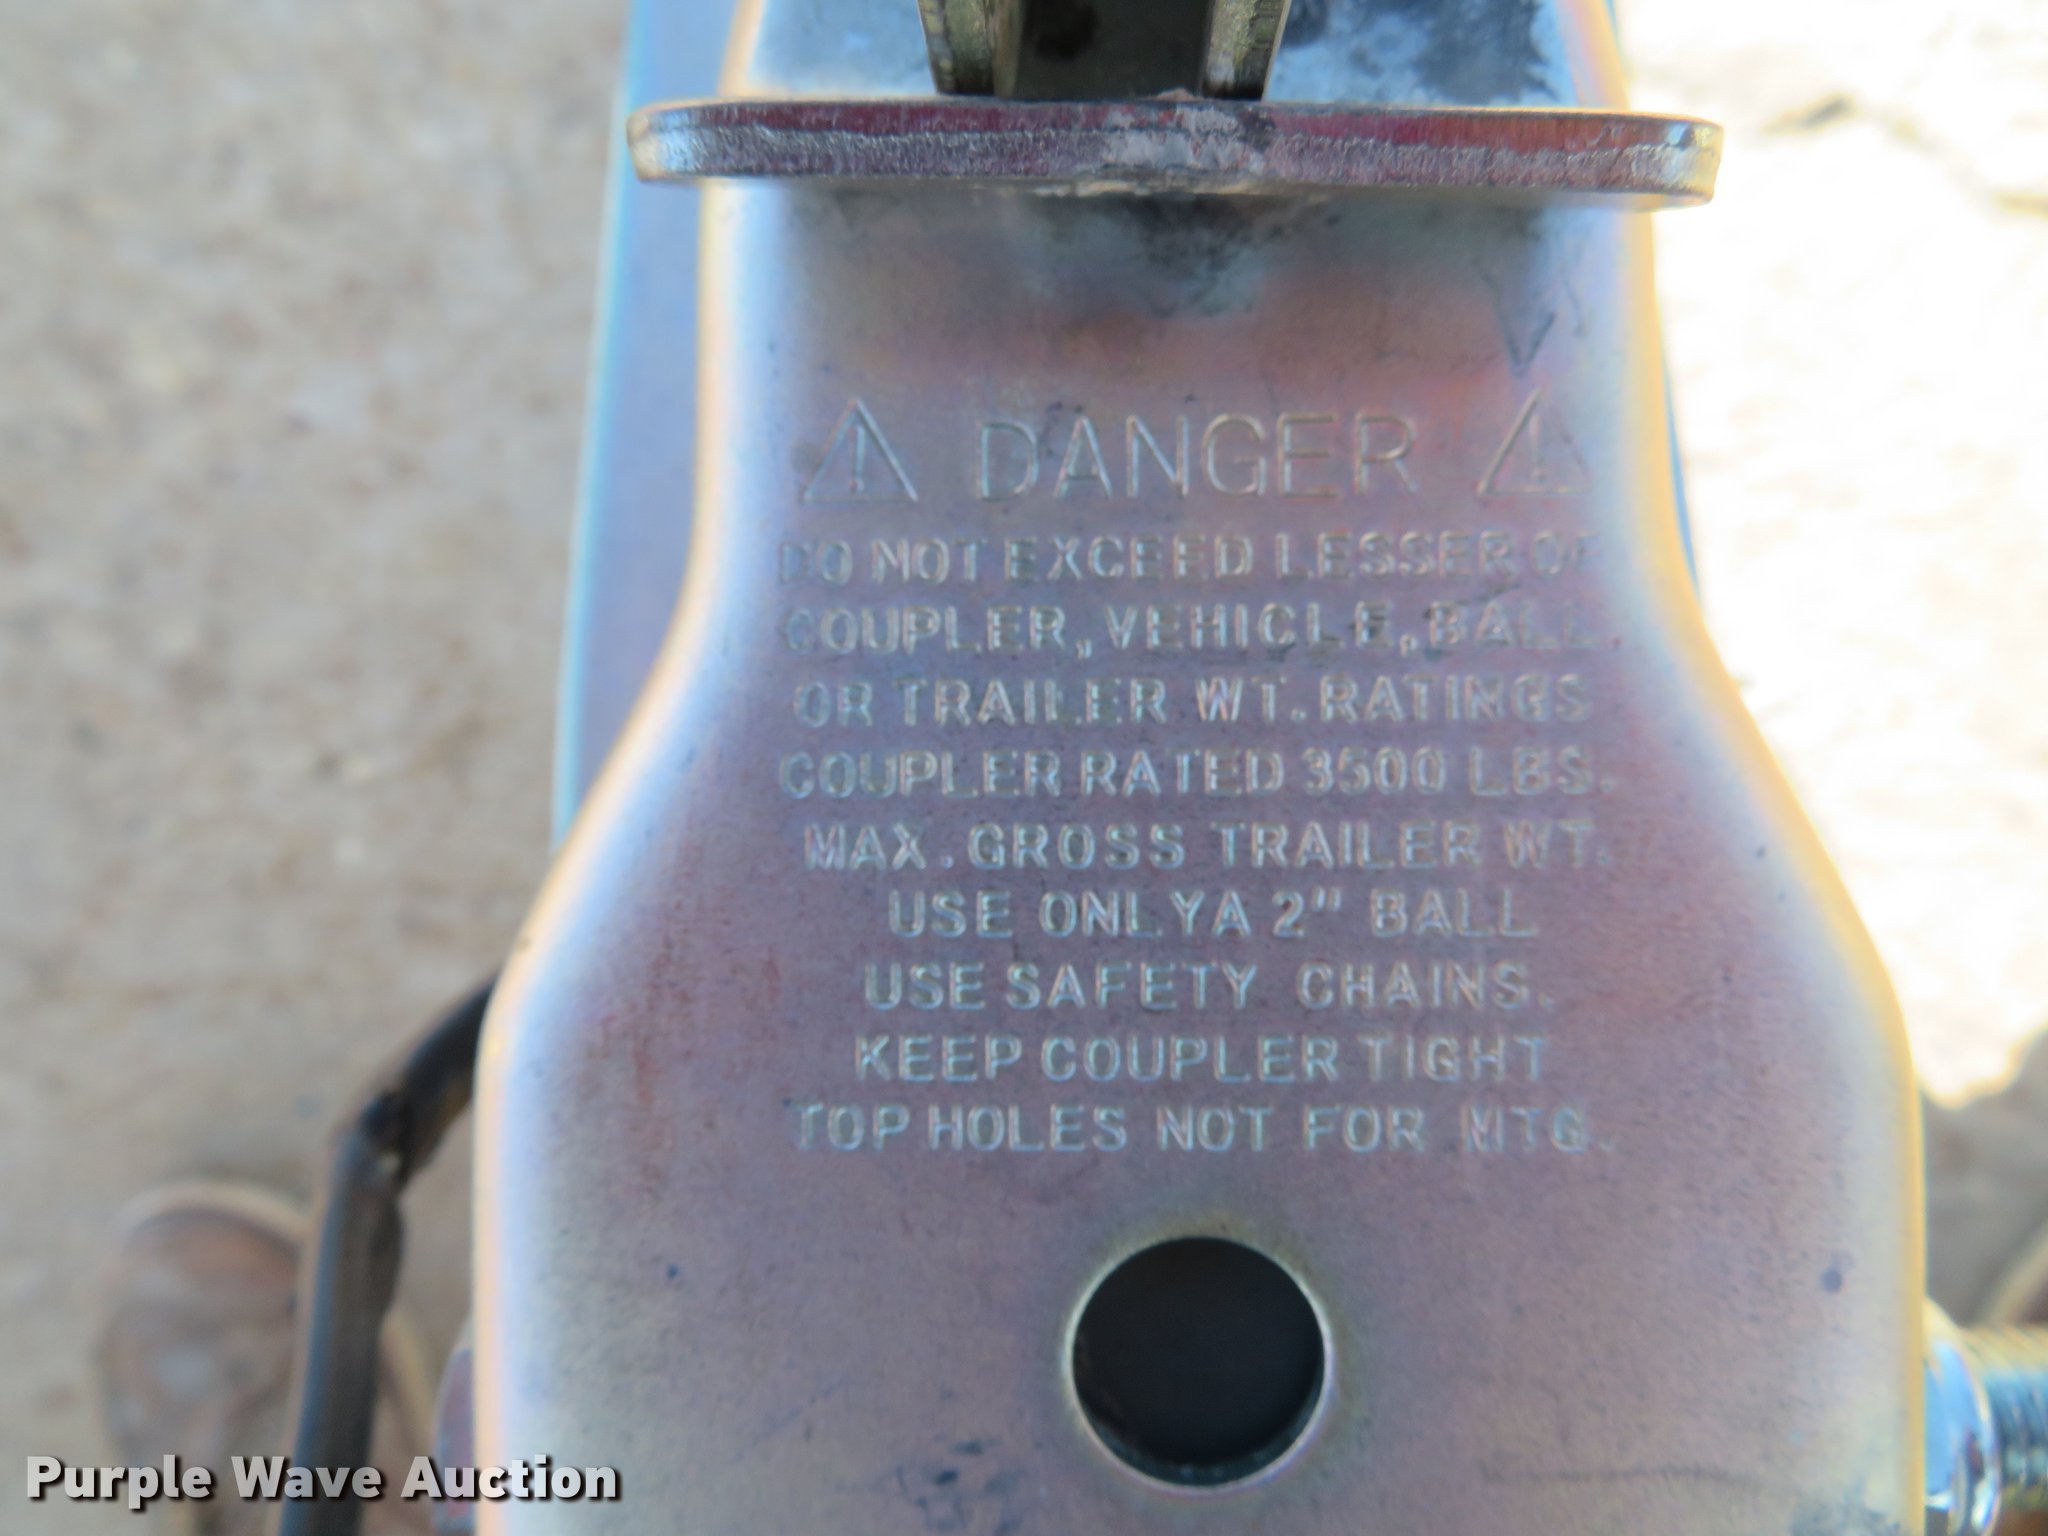 DANGER
DO NOT EXCEED LESSER OF
COUPLER, VEHICLE, BALL,
OR TRAILER WT. RATINGS
COUPLER RATED 3500 LBS.
MAX. GROSS TRAILER WT.
USE ONLY A 2" BALL
USE SAFETY CHAINS.
KEEP COUPLER TIGHT
TOP HOLES NOT FOR MTG.
Purple Wave Auction